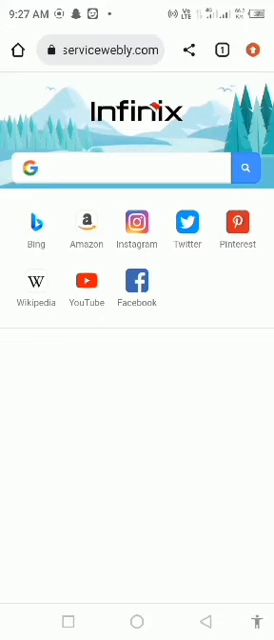 9:27 AM
servicewebly.com
1
Infinix
G
Bing
Amazon
Instagram
Twitter
Pinterest
W
Wikipedia
YouTube
Facebook